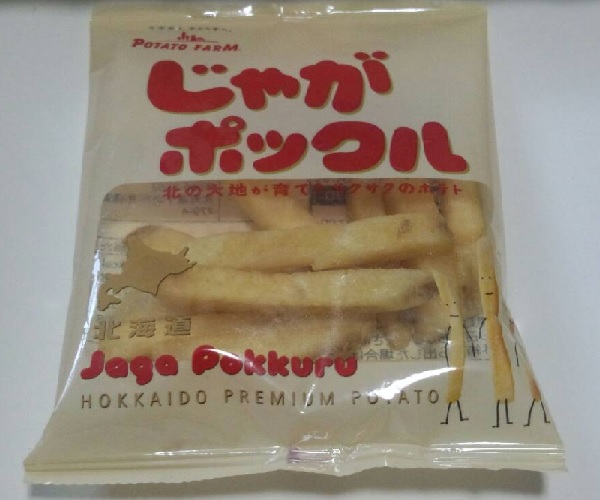 POTATO FARM
じゃが
ポックル
北の大地が育てたサクサクのポテト
北海道
Jaga Pokkuru
HOKKAIDO PREMIUM POTATO